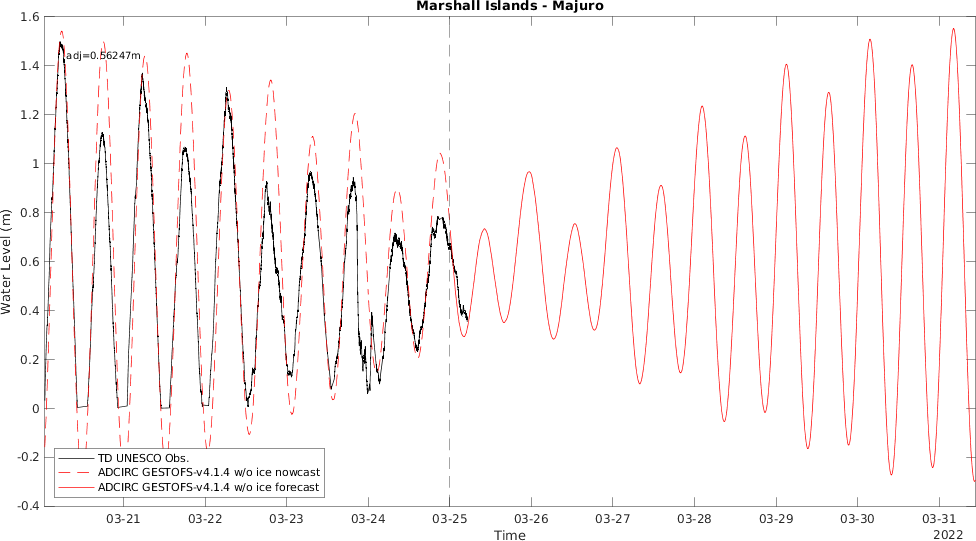 Marshall Islands - Majuro
1.6
1.4
1.2
1
0.8
0.6
0.4
0.2
0
-0.2
-0.4
Water Level (m)
adj=0.56247m
TD UNESCO Obs.
ADCIRC GESTOFS-v4.1.4 w/o ice nowcast
ADCIRC GESTOFS-v4.1.4 w/o ice forecast
03-21 03-22 03-23 03-24 03-25 03-26 03-27 03-28 03-29 03-30 03-31
Time
2022